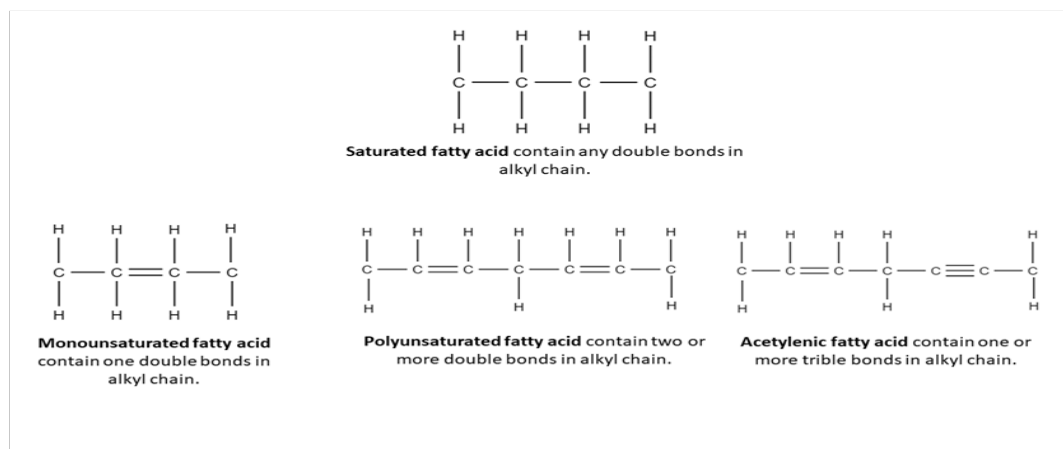 H H H H
C C C C
H H H H
Saturated fatty acid contain any double bonds in
alkyl chain.
H H H H
C C C C
H H H H
Monounsaturated fatty acid
contain one double bonds in
alkyl chain.
H H H H H H H
C C C C C C C
H H H
Polyunsaturated fatty acid contain two or
more double bonds in alkyl chain.
H H H H H
C C C C C C C
H H H
Acetylenic fatty acid contain one or
more trible bonds in alkyl chain.